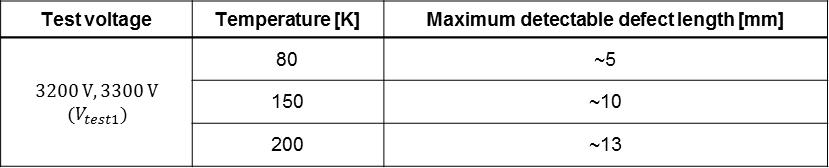 Test voltage Temperature [K] Maximum detectable defect length [mm]
80 ~5
3200 V, 3300 V
(V_test1)
150 ~10
200 ~13